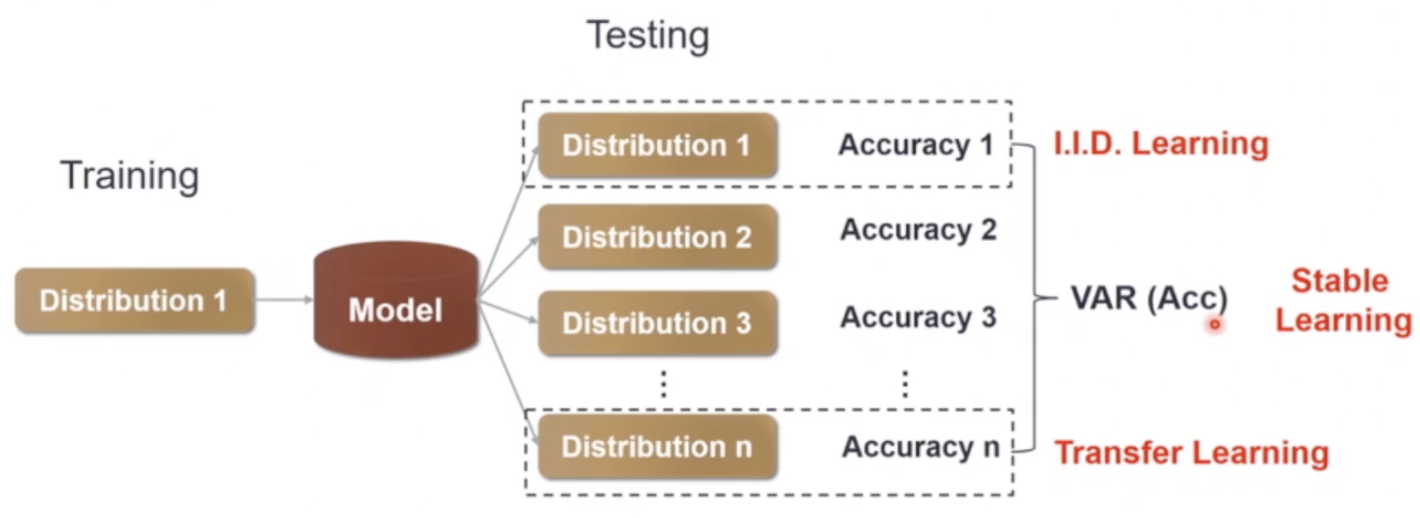 Testing
Training
Distribution 1
Model
Distribution 1 Accuracy 1
Distribution 2 Accuracy 2
Distribution 3 Accuracy 3
⋮ ⋮
Distribution n Accuracy n
I.I.D. Learning
VAR (Acc)
Stable
Learning
Transfer Learning